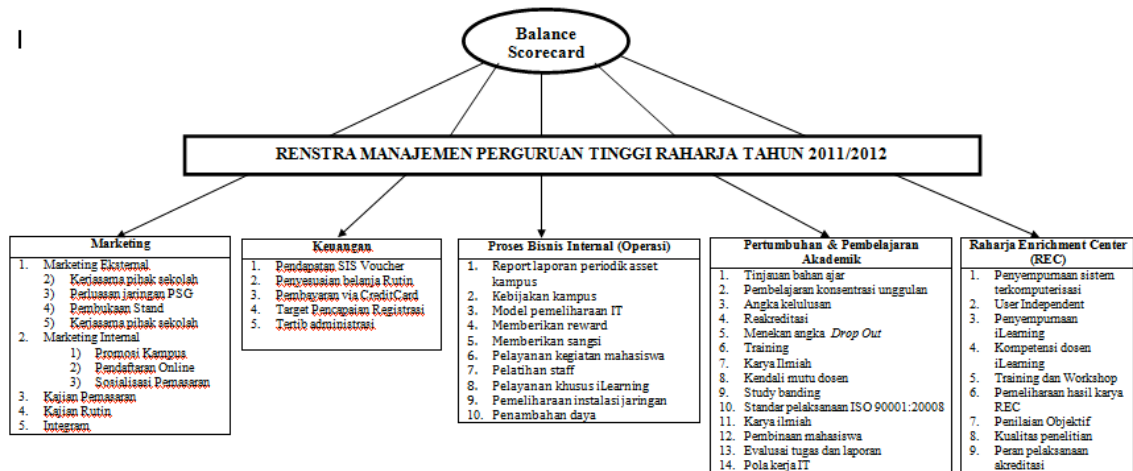 I
Balance
Scorecard
RENSTRA MANAJEMEN PERGURUAN TINGGI RAHARJA TAHUN 2011/2012
Marketing
1. Marketing Eksternal
2) Kerjasama pihak sekolah
3) Perluasan jaringan PSG
4) Pembukaan Stand
5) Kerjasama pihak sekolah
2. Marketing Internal
1) Promosi Kampus
2) Pendaftaran Online
3) Sosialisasi Pemasaran
3. Kajian Pemasaran
4. Kajian Rutin
5. Integram
Keuangan
1. Pendapatan SIS Voucher
2. Penyesuaian belanja Rutin
3. Pembayaran via CreditCard
4. Target Pencapaian Registrasi
5. Tertib administrasi
Proses Bisnis Internal (Operasi)
1. Report laporan periodik asset
kampus
2. Kebijakan kampus
3. Model pemeliharaan IT
4. Memberikan reward
5. Memberikan sangsi
6. Pelayanan kegiatan mahasiswa
7. Pelatihan staff
8. Pelayanan khusus iLearning
9. Pemeliharaan instalasi jaringan
10. Penambahan daya
Pertumbuhan & Pembelajaran
Akademik
1. Tinjauan bahan ajar
2. Pembelajaran konsentrasi unggulan
3. Angka kelulusan
4. Reakreditasi
5. Menekan angka Drop Out
6. Training
7. Karya Ilmiah
8. Kendali mutu dosen
9. Study banding
10. Standar pelaksanaan ISO 90001:20008
11. Karya ilmiah
12. Pembinaan mahasiswa
13. Evalusai tugas dan laporan
14. Pola kerja IT
Raharja Enrichment Center
(REC)
1. Penyempurnaan sistem
terkomputerisasi
2. User Independent
3. Penyempurnaan
iLearning
4. Kompetensi dosen
iLearning
5. Training dan Workshop
6. Pemeliharaan hasil karya
REC
7. Penilaian Objektif
8. Kualitas penelitian
9. Peran pelaksanaan
akreditasi